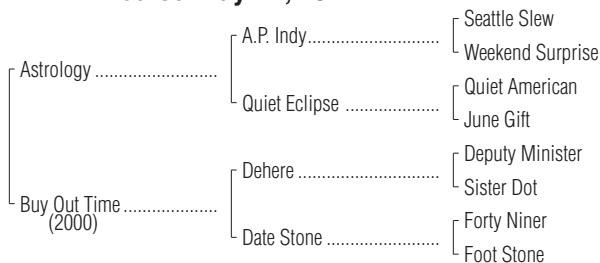 Seattle Slew
A.P. Indy
Weekend Surprise
Astrology
Quiet American
Quiet Eclipse
June Gift
Deputy Minister
Dehere
Sister Dot
Buy Out Time
(2000)
Forty Niner
Date Stone
Foot Stone